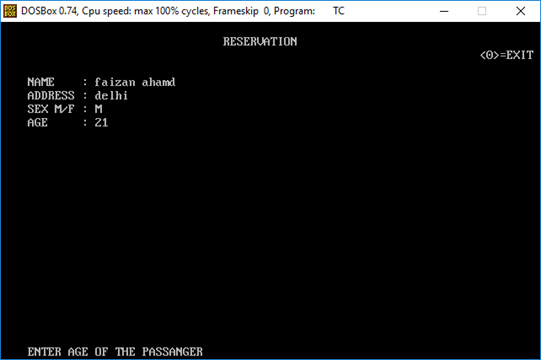 DOSBox 0.74, Cpu speed: max 100% cycles, Frameskip 0, Program: TC
RESERVATION
<0>=EXIT
NAME : faizan ahamd
ADDRESS : delhi
SEX M/F : M
AGE : 21
ENTER AGE OF THE PASSANGER